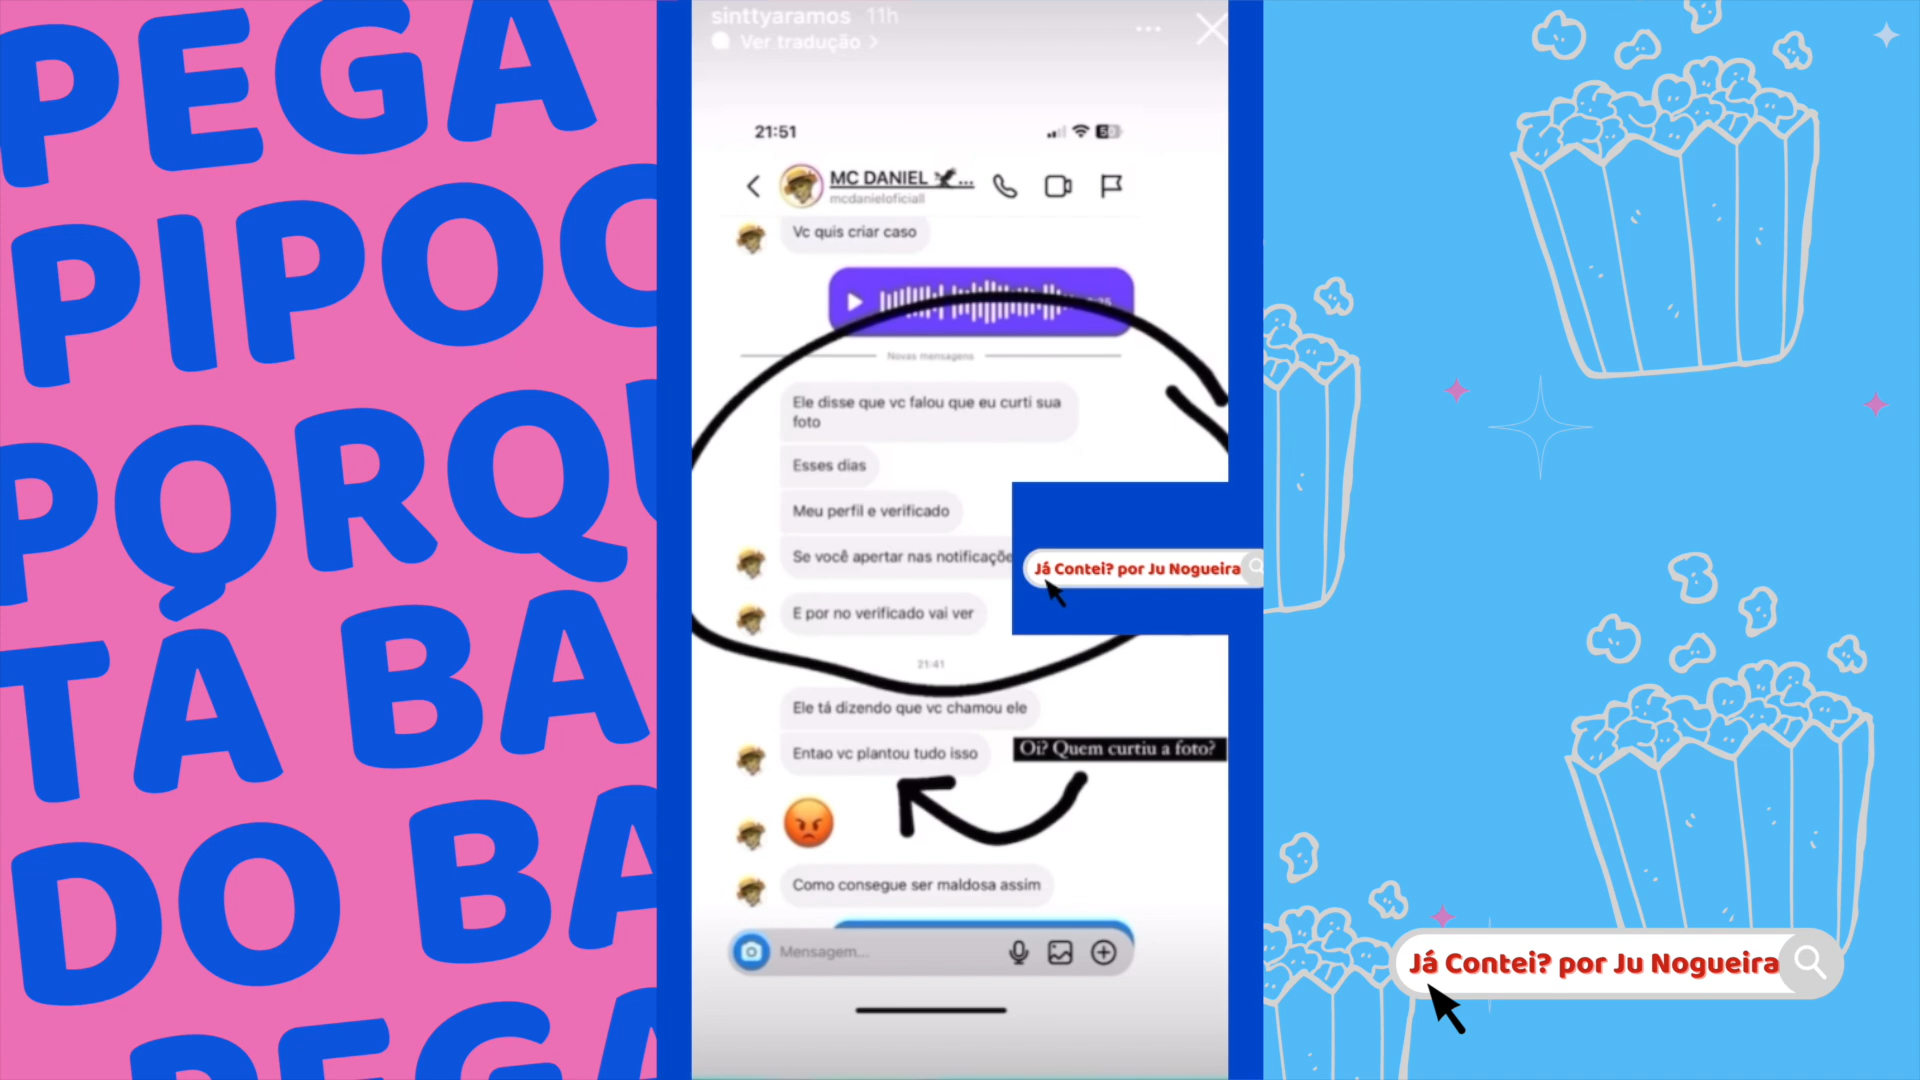 PEGA
PIPOC
PORQU
TÁ BA
DO BA
PEGA
sinttyaramos 11h
Ver tradução >
21:51
50
MC DANIEL ...
mcdanieloficiall
Vc quis criar caso
Novas mensagens
Ele disse que vc falou que eu curti sua
foto
Esses dias
Meu perfil e verificado
Se você apertar nas notificaçõe
Já Contei? por Ju Nogueira
E por no verificado vai ver
21:41
Ele tá dizendo que vc chamou ele
Entao vc plantou tudo isso
Oi? Quem curtiu a foto?
Como consegue ser maldosa assim
Mensagem...
Já Contei? por Ju Nogueira